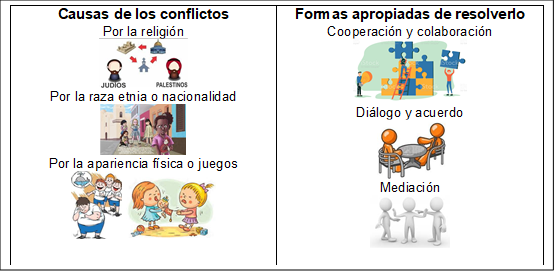 Causas de los conflictos
Por la religión
JUDIOS
PALESTINOS
Por la raza etnia o nacionalidad
Por la apariencia física o juegos
Formas apropiadas de resolverlo
Cooperación y colaboración
Diálogo y acuerdo
Mediación